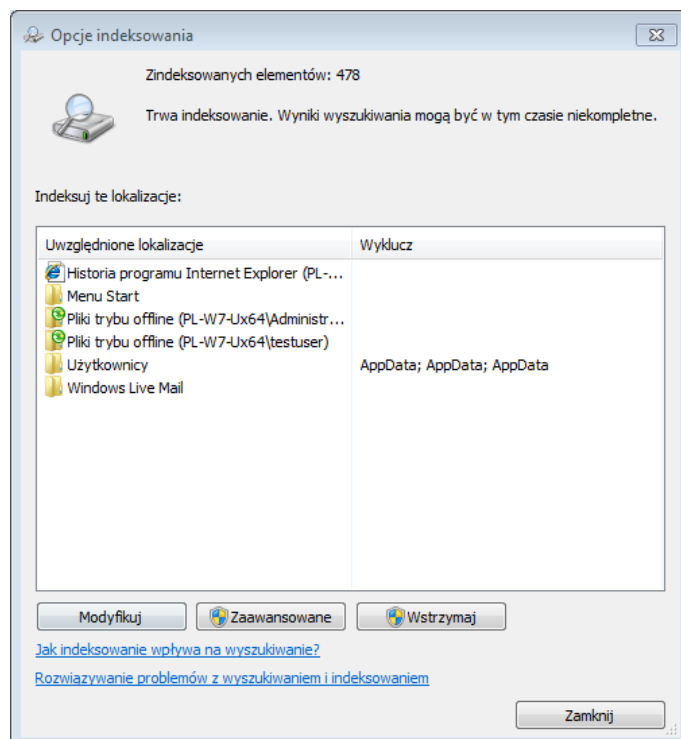 Opcje indeksowania
Zindeksowanych elementów: 478
Trwa indeksowanie. Wyniki wyszukiwania mogą być w tym czasie niekompletne.
Indeksuj te lokalizacje:
Uwzględnione lokalizacje Wyklucz
Historia programu Internet Explorer (PL-...
Menu Start
Pliki trybu offline (PL-W7-Ux64\Administr...
Pliki trybu offline (PL-W7-Ux64\testuser)
Użytkownicy AppData; AppData; AppData
Windows Live Mail
Modyfikuj Zaawansowane Wstrzymaj
Jak indeksowanie wpływa na wyszukiwanie?
Rozwiązywanie problemów z wyszukiwaniem i indeksowaniem
Zamknij